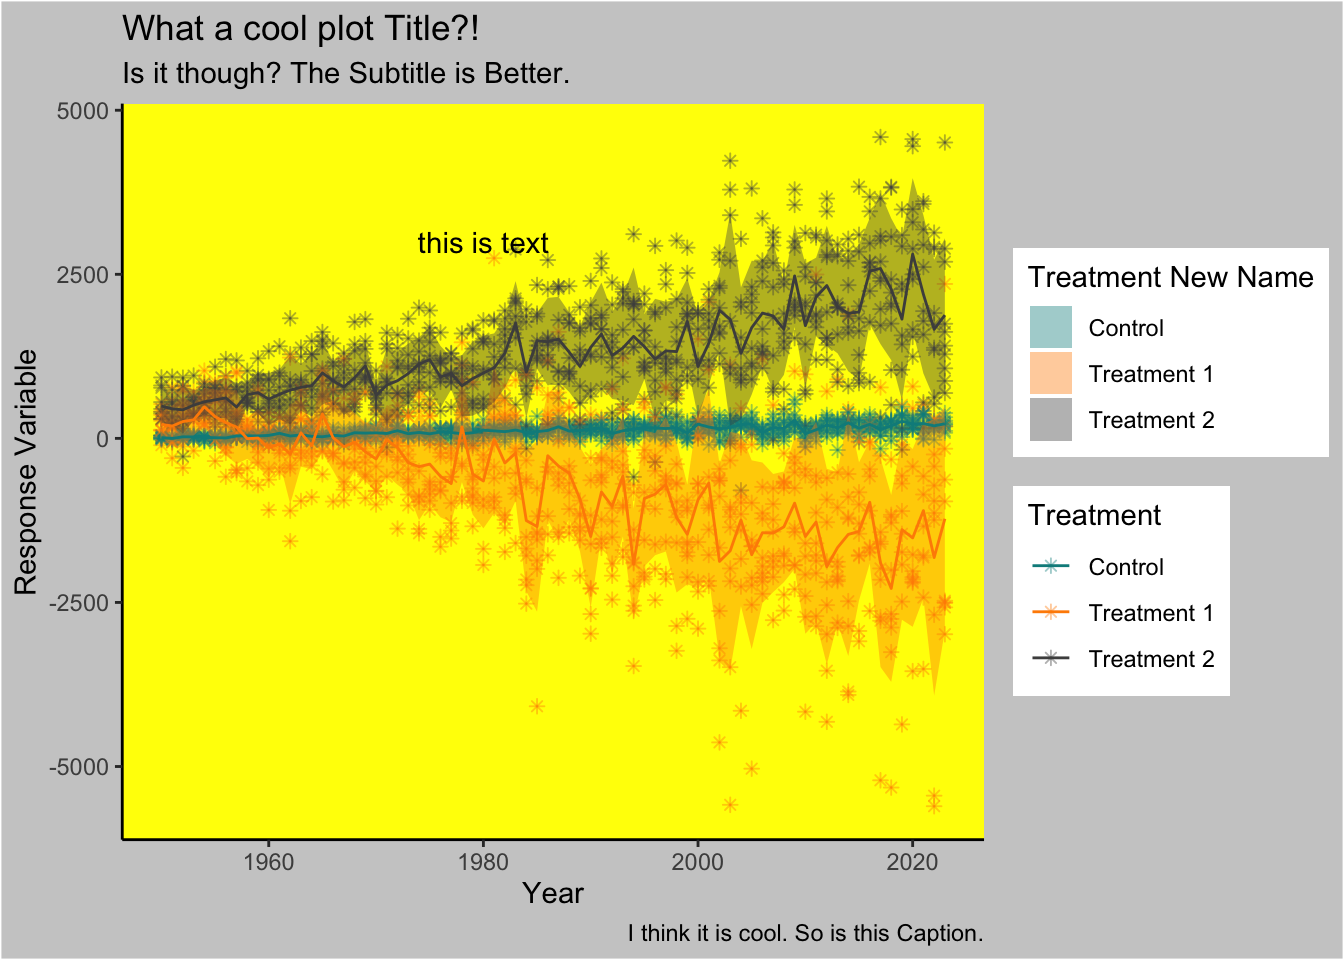 What a cool plot Title?!
Is it though? The Subtitle is Better.
5000
2500
0
-2500
-5000
Response Variable
this is text
1960
1980
2000
2020
Year
I think it is cool. So is this Caption.
Treatment New Name
Control
Treatment 1
Treatment 2
Treatment
Control
Treatment 1
Treatment 2